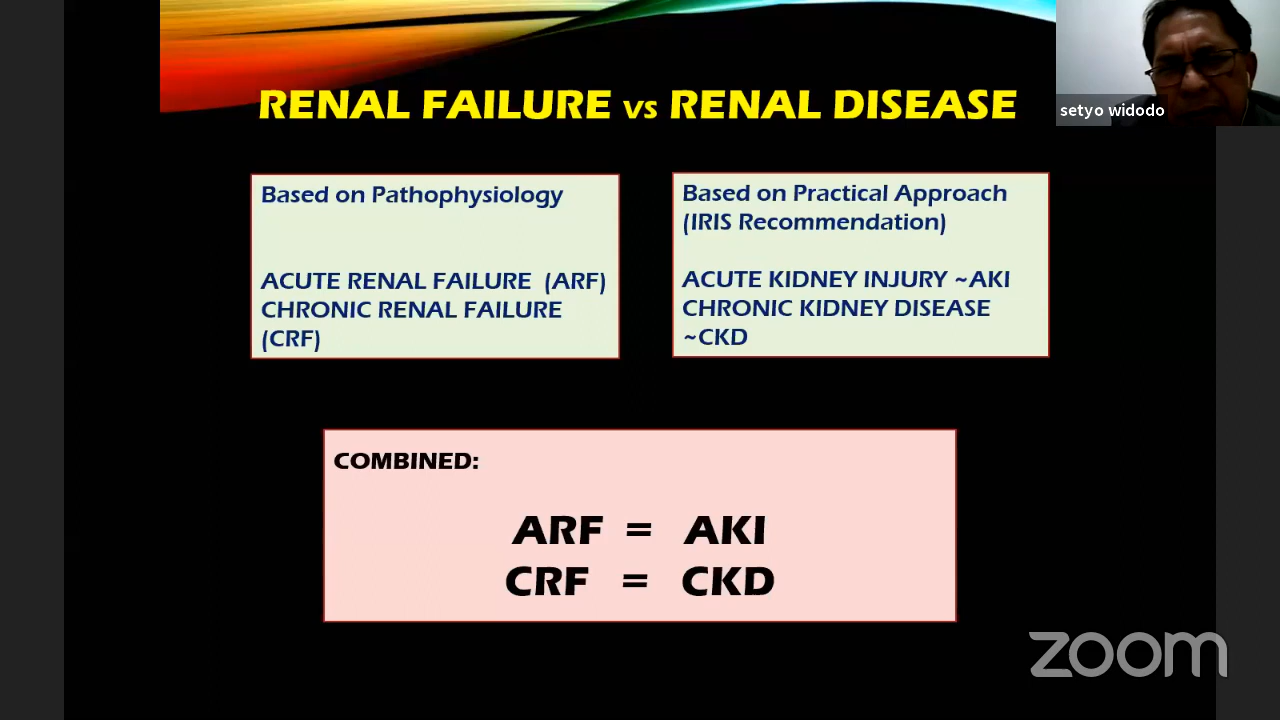 RENAL FAILURE vs RENAL DISEASE
setyo widodo
Based on Pathophysiology
ACUTE RENAL FAILURE (ARF)
CHRONIC RENAL FAILURE
(CRF)
Based on Practical Approach
(IRIS Recommendation)
ACUTE KIDNEY INJURY ~AKI
CHRONIC KIDNEY DISEASE
~CKD
COMBINED:
ARF = AKI
CRF = CKD
zoom